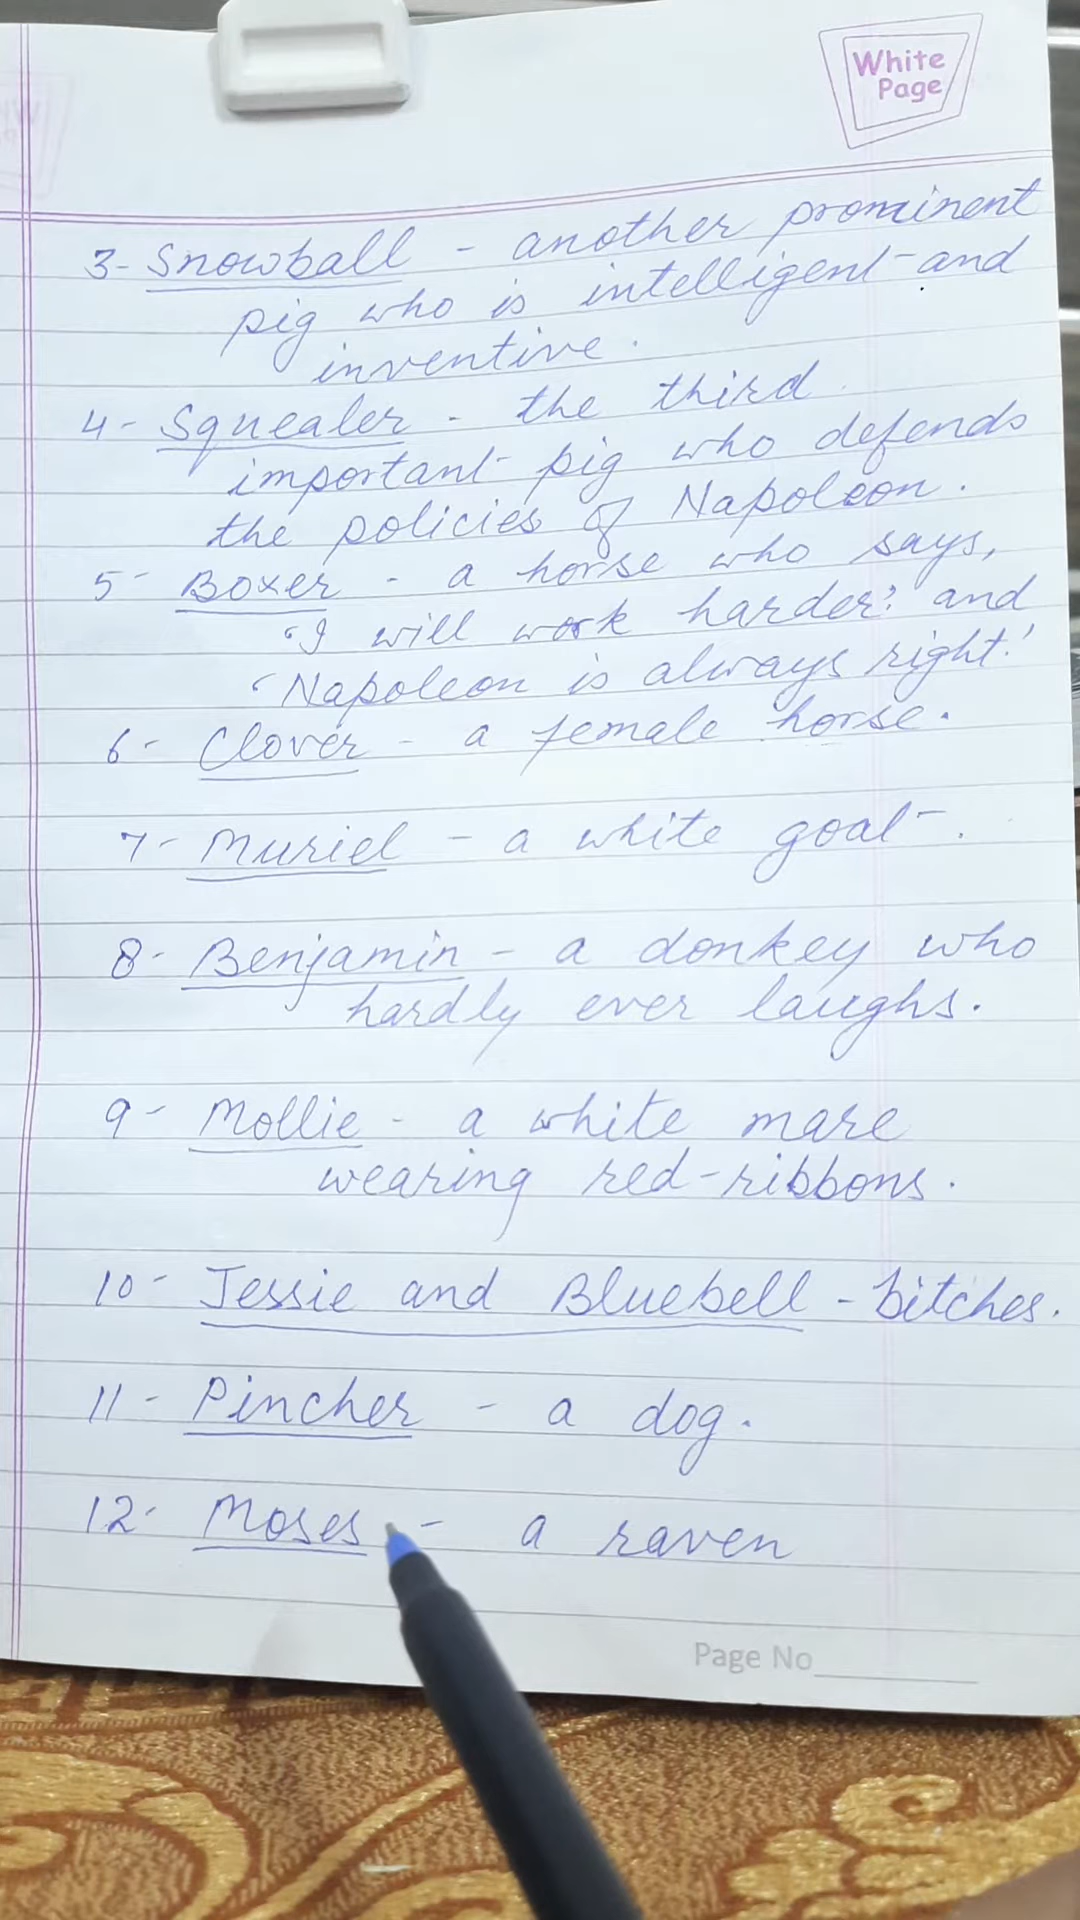 White
Page
3- Snowball - another prominent
pig who is intelligent and
inventive.
4- Squealer - the third
important pig who defends
the policies of Napoleon.
5- Boxer - a horse who says,
'I will work harder.' and
'Napoleon is always right.'
6- Clover - a female horse.
7- Muriel - a white goat.
8- Benjamin - a donkey who
hardly ever laughs.
9- Mollie - a white mare
wearing red-ribbons.
10- Jessie and Bluebell - bitches.
11- Pincher - a dog.
12- Moses - a raven
Page No